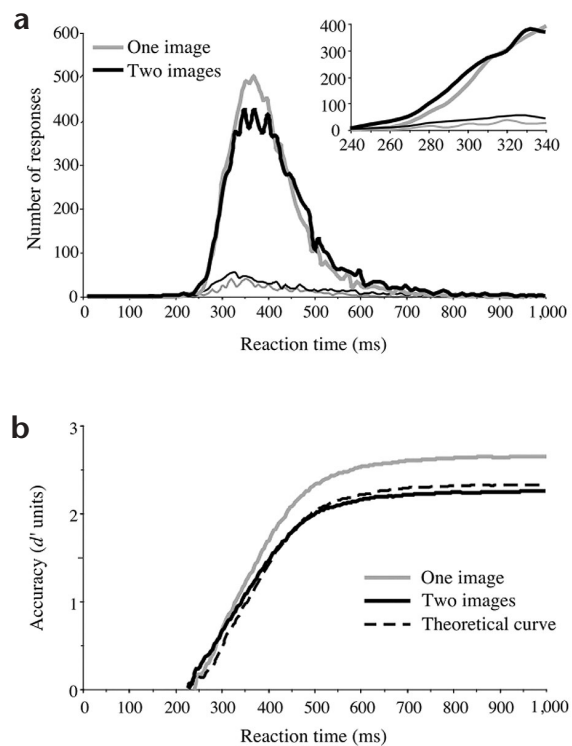 a
600
500
400
300
200
100
0
Number of responses
One image
Two images
400
300
200
100
0
240 260 280 300 320 340
0 100 200 300 400 500 600 700 800 900 1,000
Reaction time (ms)
b
3
2
1
0
Accuracy (d' units)
One image
Two images
Theoretical curve
0 100 200 300 400 500 600 700 800 900 1,000
Reaction time (ms)